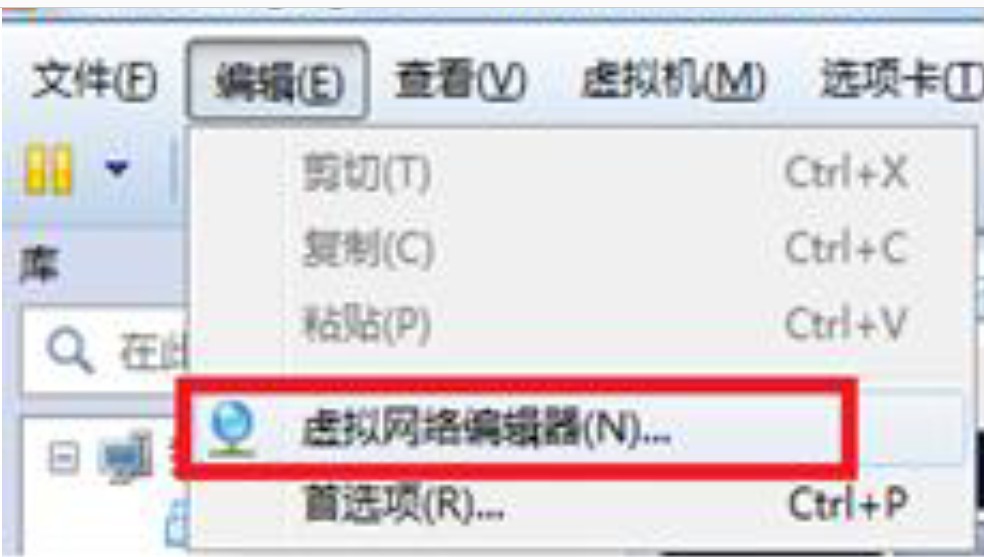 文件(F) 编辑(E) 查看(V) 虚拟机(M) 选项卡(T
剪切(T) Ctrl+X
复制(C) Ctrl+C
库
粘贴(P) Ctrl+V
在此
虚拟网络编辑器(N)...
首选项(R)... Ctrl+P